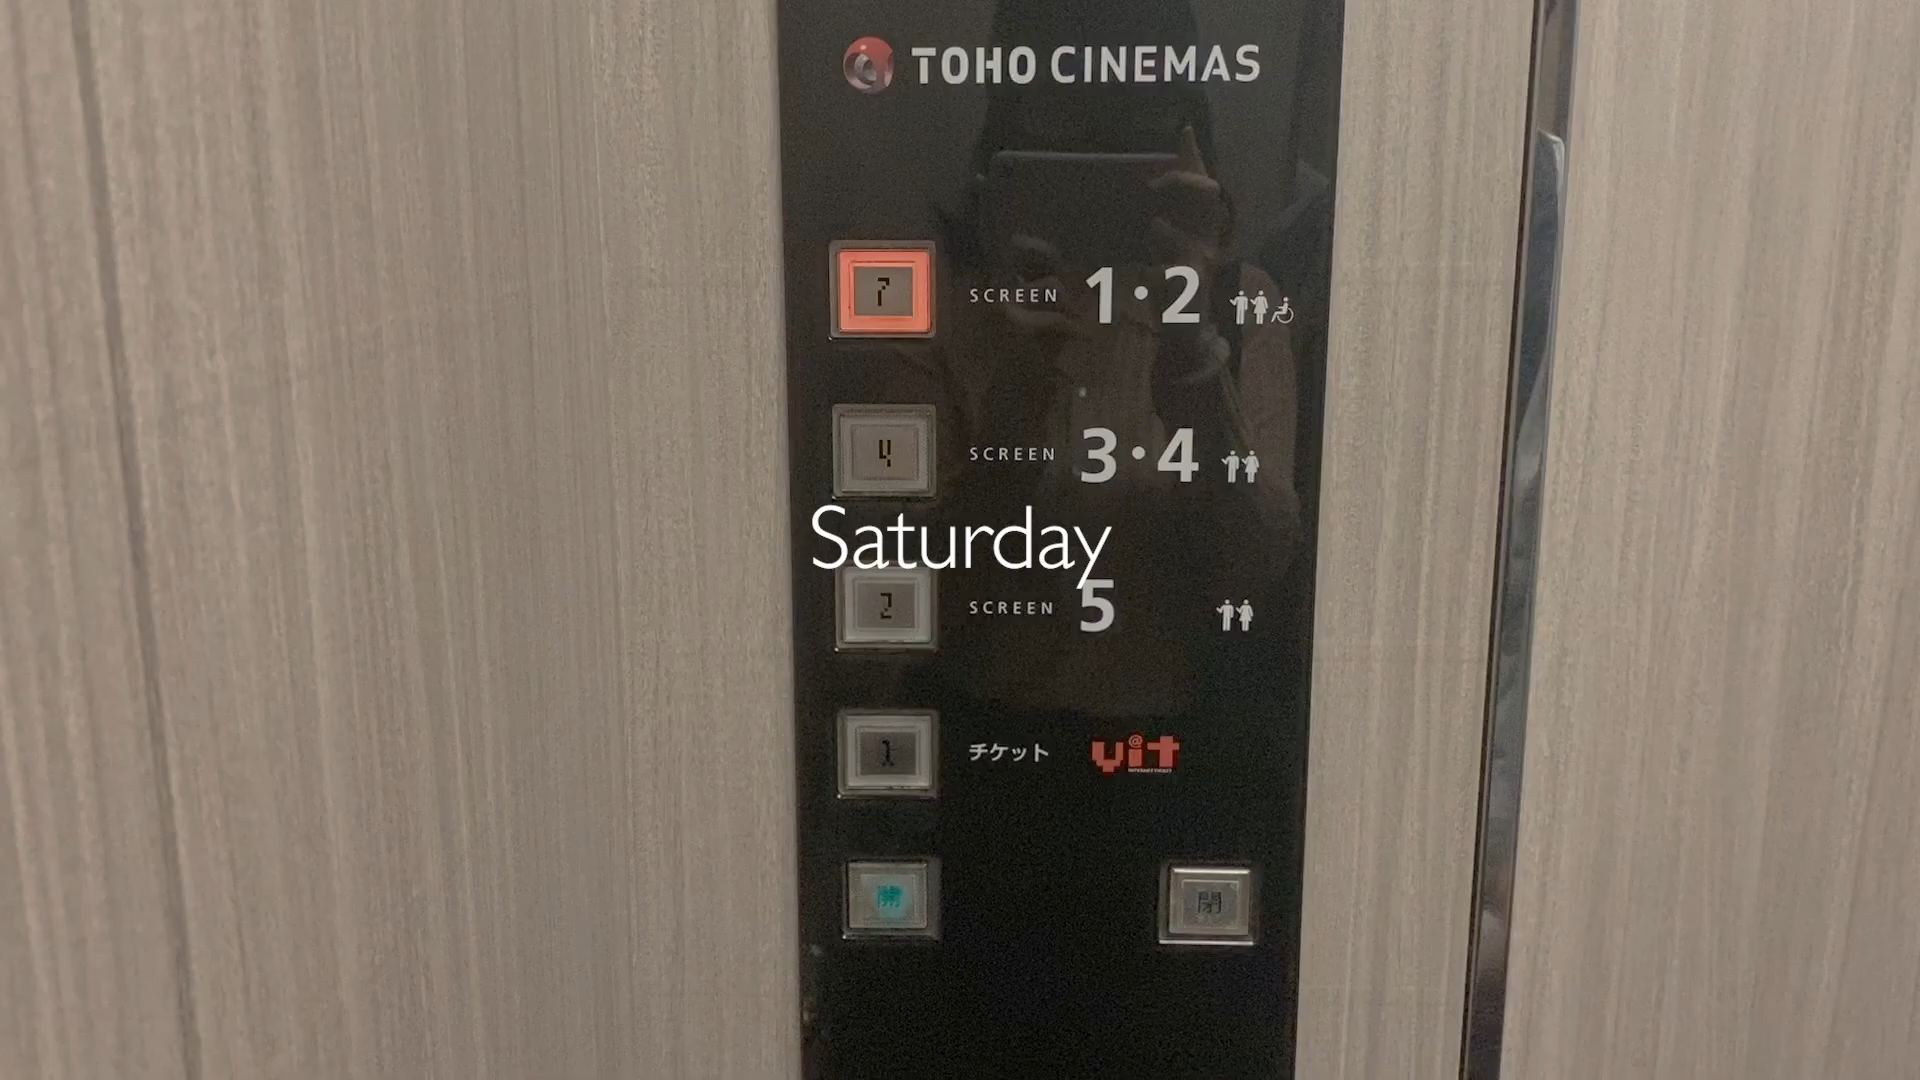 TOHO CINEMAS
7 SCREEN 1・2
4 SCREEN 3・4
Saturday
2 SCREEN 5
1 チケット vit
開 閉